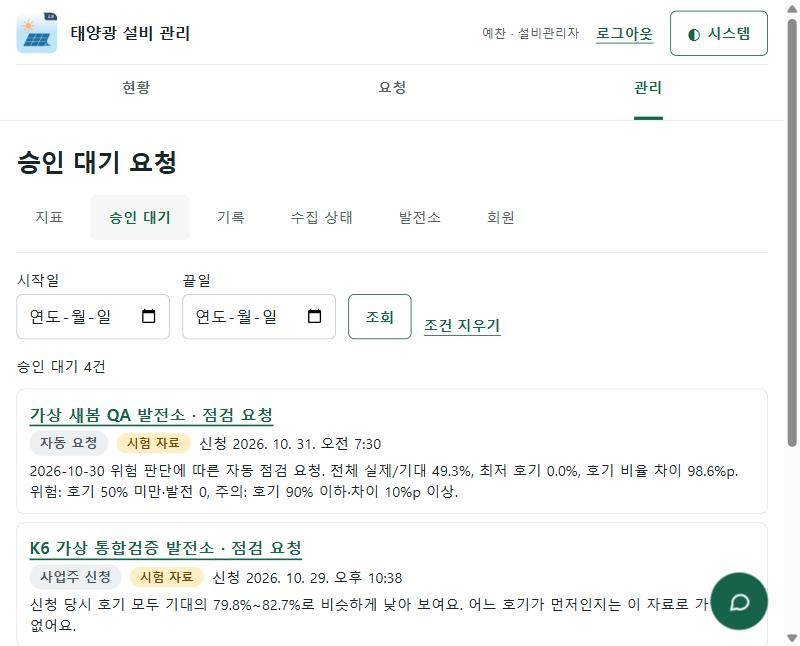 태양광 설비 관리
예찬 · 설비관리자
로그아웃
시스템
현황
요청
관리
승인 대기 요청
지표
승인 대기
기록
수집 상태
발전소
회원
시작일
끝일
연도-월-일
연도-월-일
조회
조건 지우기
승인 대기 4건
가상 새봄 QA 발전소 · 점검 요청
자동 요청 시험 자료 신청 2026. 10. 31. 오전 7:30
2026-10-30 위험 판단에 따른 자동 점검 요청. 전체 실제/기대 49.3%, 최저 호기 0.0%, 호기 비율 차이 98.6%p.
위험: 호기 50% 미만·발전 0, 주의: 호기 90% 이하·차이 10%p 이상.
K6 가상 통합검증 발전소 · 점검 요청
사업주 신청 시험 자료 신청 2026. 10. 29. 오후 10:38
신청 당시 호기 모두 기대의 79.8%~82.7%로 비슷하게 낮아 보여요. 어느 호기가 먼저인지는 이 자료로
없어요.